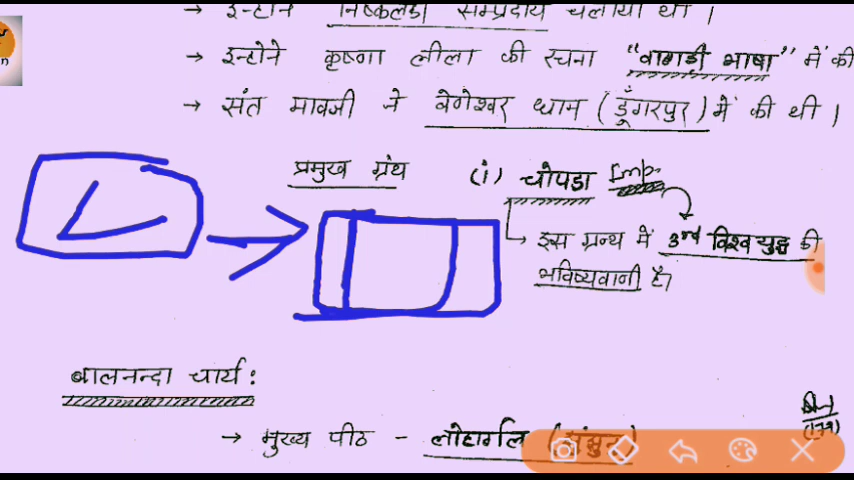 → इन्होंने निष्कलंक सम्प्रदाय चलाया था।
→ इन्होने कृष्णा लीला की रचना "वागड़ी भाषा" में की
→ संत मावजी ने वेणेश्वर धाम (डूँगरपुर) में की थी।
प्रमुख ग्रंथ (i) चोपडा Imp.
इस ग्रन्थ में 3rd विश्व युद्ध की
भविष्यवानी है।
बालनन्दा चार्य:
→ मुख्य पीठ - लोहार्गल (झुंझुनू)